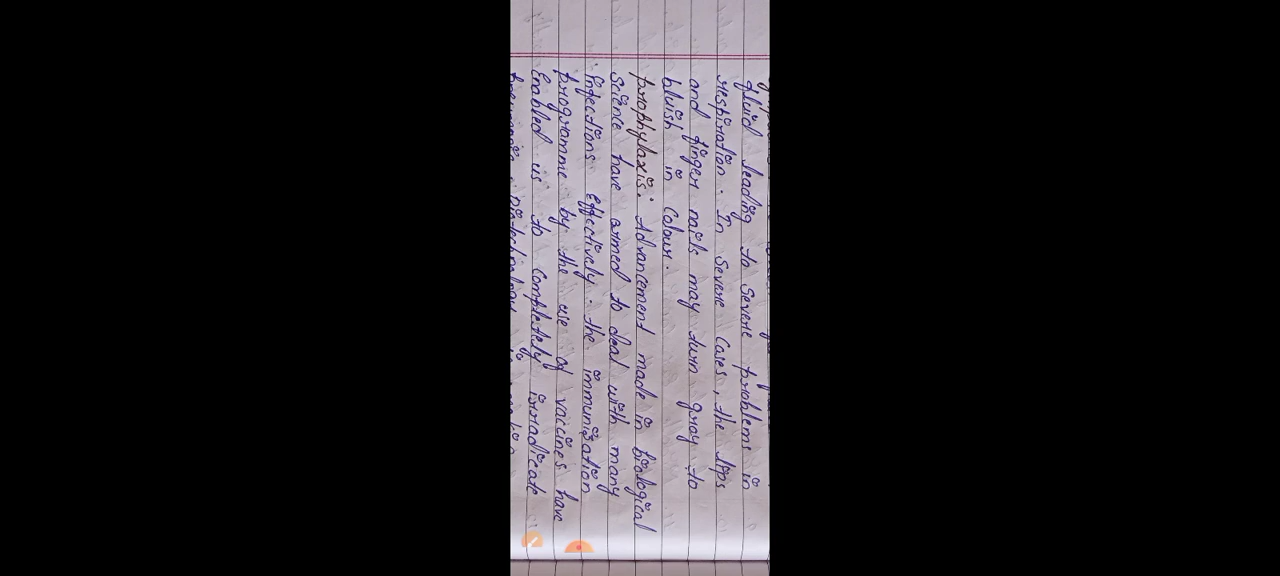 fluid leading to severe problems in
respiration. In Severe Cases, the lips
and finger nails may turn gray to
bluish in Colour.
prophylaxis: Advancement made in biological
Science have armed to deal with many
infections effectively. the immunization
programme by the use of vaccines have
Enabled us to completely irradicate